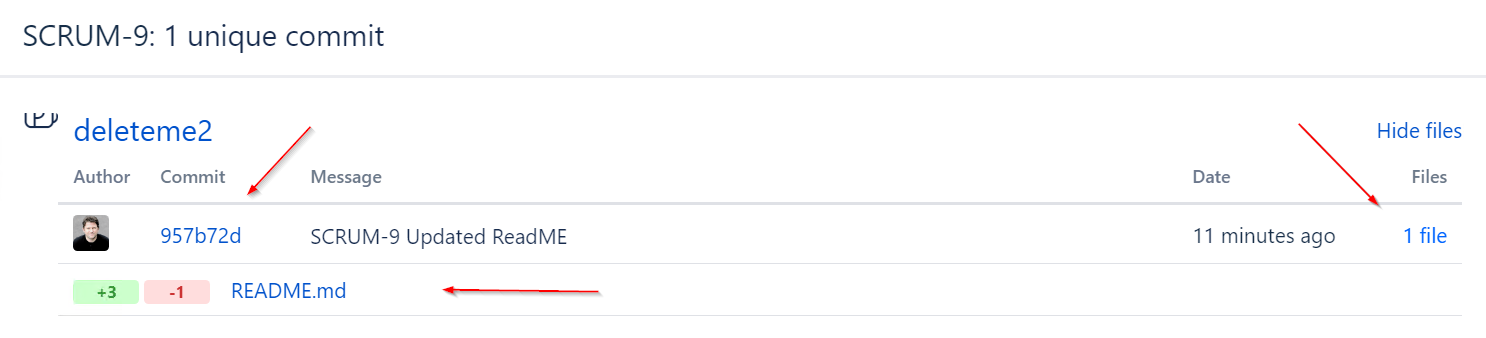 SCRUM-9: 1 unique commit
deleteme2 Hide files
Author Commit Message Date Files
957b72d SCRUM-9 Updated ReadME 11 minutes ago 1 file
+3 -1 README.md